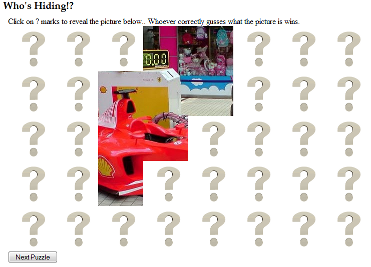 Who's Hiding!?
Click on ? marks to reveal the picture below.. Whoever correctly gusses what the picture is wins.
0.00
Next Puzzle